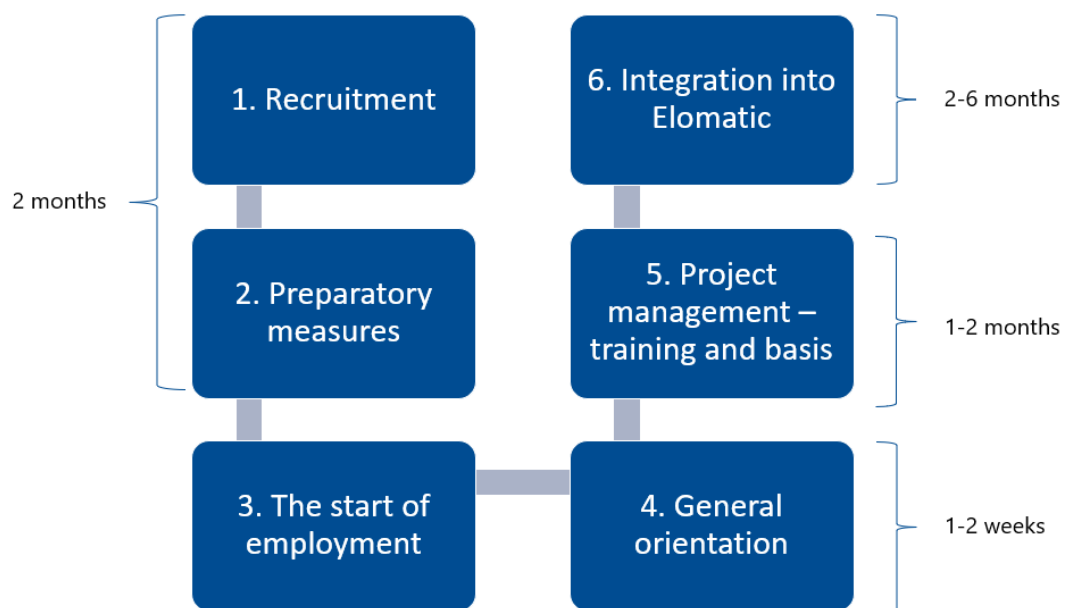 2 months
1. Recruitment
2. Preparatory
measures
3. The start of
employment
4. General
orientation
1-2 weeks
5. Project
management –
training and basis
1-2 months
6. Integration into
Elomatic
2-6 months